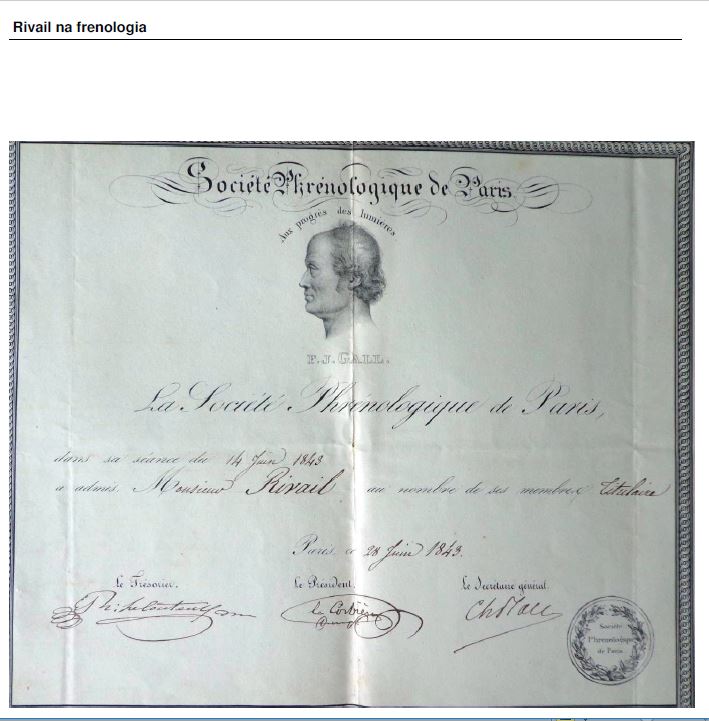 Rivail na frenologia
Société Phrénologique de Paris
Aux progrès des lumières.
F. J. GALL.
La Société Phrénologique de Paris,
dans sa séance du 14 Juin 1843
a admis Monsieur Rivail au nombre de ses membres titulaire
Paris, ce 28 Juin 1843.
Le Trésorier. Le Président. Le Secrétaire général.
Société
Phrénologique
de Paris